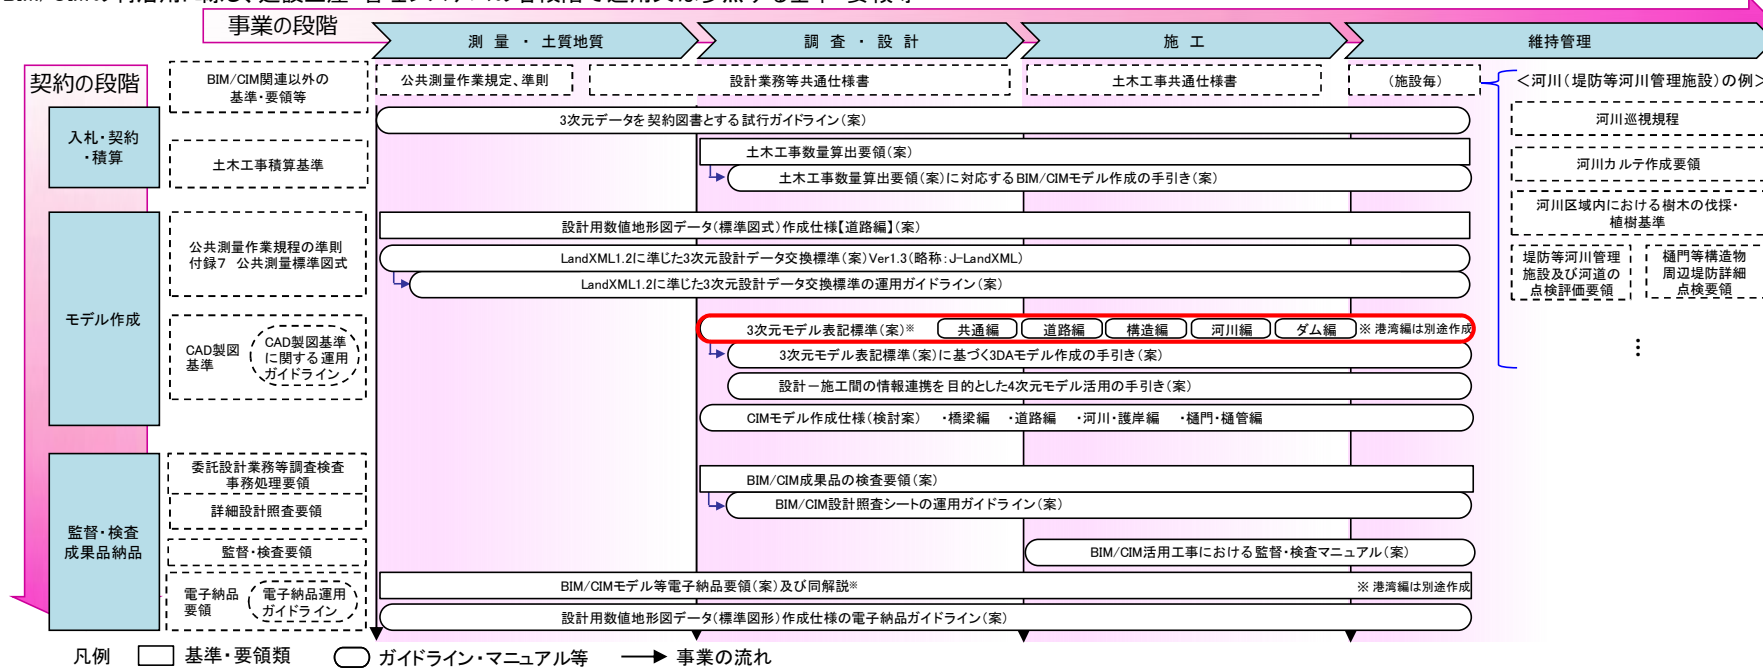 事業の段階
測量・土質地質
調査・設計
施工
維持管理
契約の段階
BIM/CIM関連以外の
基準・要領等
公共測量作業規定、準則
設計業務等共通仕様書
土木工事共通仕様書
(施設毎)
<河川(堤防等河川管理施設)の例>
入札・契約
・積算
3次元データを契約図書とする試行ガイドライン(案)
河川巡視規程
土木工事積算基準
土木工事数量算出要領(案)
河川カルテ作成要領
土木工事数量算出要領(案)に対応するBIM/CIMモデル作成の手引き(案)
河川区域内における樹木の伐採・
植樹基準
モデル作成
公共測量作業規程の準則
付録7 公共測量標準図式
設計用数値地形図データ(標準図式)作成仕様【道路編】(案)
LandXML1.2に準じた3次元設計データ交換標準(案)Ver1.3(略称:J-LandXML)
LandXML1.2に準じた3次元設計データ交換標準の運用ガイドライン(案)
堤防等河川管理
施設及び河道の
点検評価要領
樋門等構造物
周辺堤防詳細
点検要領
CAD製図
基準
CAD製図基準
に関する運用
ガイドライン
3次元モデル表記標準(案)※ 共通編 道路編 構造編 河川編 ダム編 ※ 港湾編は別途作成
3次元モデル表記標準(案)に基づく3DAモデル作成の手引き(案)
設計-施工間の情報連携を目的とした4次元モデル活用の手引き(案)
CIMモデル作成仕様(検討案) ・橋梁編 ・道路編 ・河川・護岸編 ・樋門・樋管編
監督・検査
成果品納品
委託設計業務等調査検査
事務処理要領
詳細設計照査要領
BIM/CIM成果品の検査要領(案)
BIM/CIM設計照査シートの運用ガイドライン(案)
監督・検査要領
BIM/CIM活用工事における監督・検査マニュアル(案)
電子納品
要領
電子納品運用
ガイドライン
BIM/CIMモデル等電子納品要領(案)及び同解説※ ※ 港湾編は別途作成
設計用数値地形図データ(標準図形)作成仕様の電子納品ガイドライン(案)
凡例 基準・要領類 ガイドライン・マニュアル等 事業の流れ